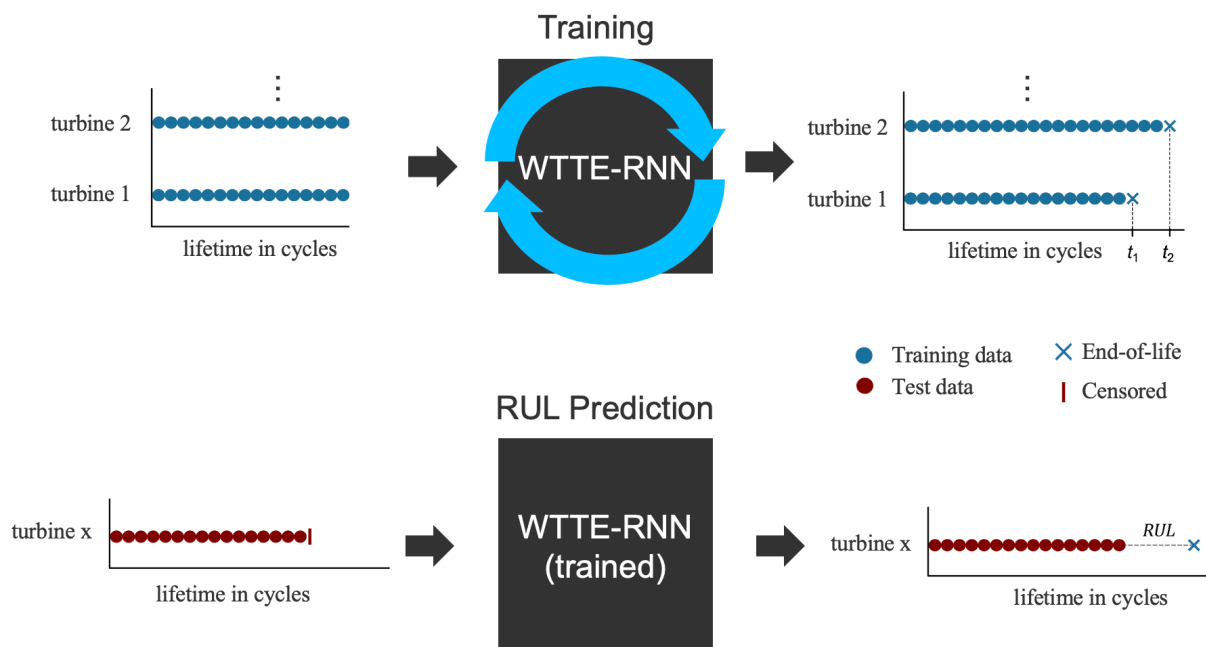 Training
turbine 2
turbine 1
lifetime in cycles
WTTE-RNN
turbine 2
turbine 1
lifetime in cycles
t1
t2
Training data
End-of-life
Test data
Censored
RUL Prediction
turbine x
lifetime in cycles
WTTE-RNN
(trained)
turbine x
RUL
lifetime in cycles